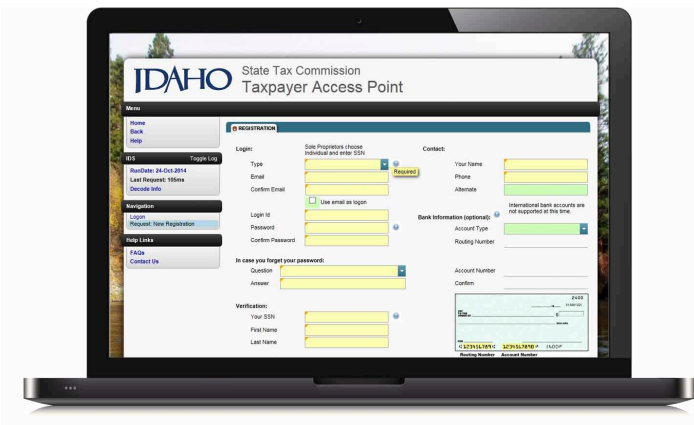 IDAHO State Tax Commission
Taxpayer Access Point
Menu
Home
Back
Help
IDS Toggle Log
RunDate: 24-Oct-2014
Last Request: 105ms
Decode Info
Navigation
Logon
Request: New Registration
Help Links
FAQs
Contact Us
REGISTRATION
Login:
Sole Proprietors choose
Individual and enter SSN
Type
Required
Email
Confirm Email
Use email as logon
Login Id
Password
Confirm Password
In case you forget your password:
Question
Answer
Verification:
Your SSN
First Name
Last Name
Contact:
Your Name
Phone
Alternate
International bank accounts are
not supported at this time.
Bank Information (optional):
Account Type
Routing Number
Account Number
Confirm
2400
123456789 1234567890 2400
Routing Number Account Number